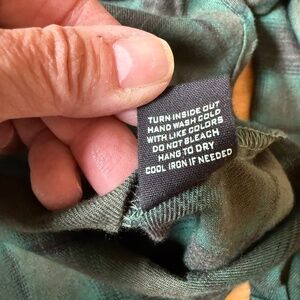 TURN INSIDE OUT
HAND WASH COLD
WITH LIKE COLORS
DO NOT BLEACH
HANG TO DRY
COOL IRON IF NEEDED